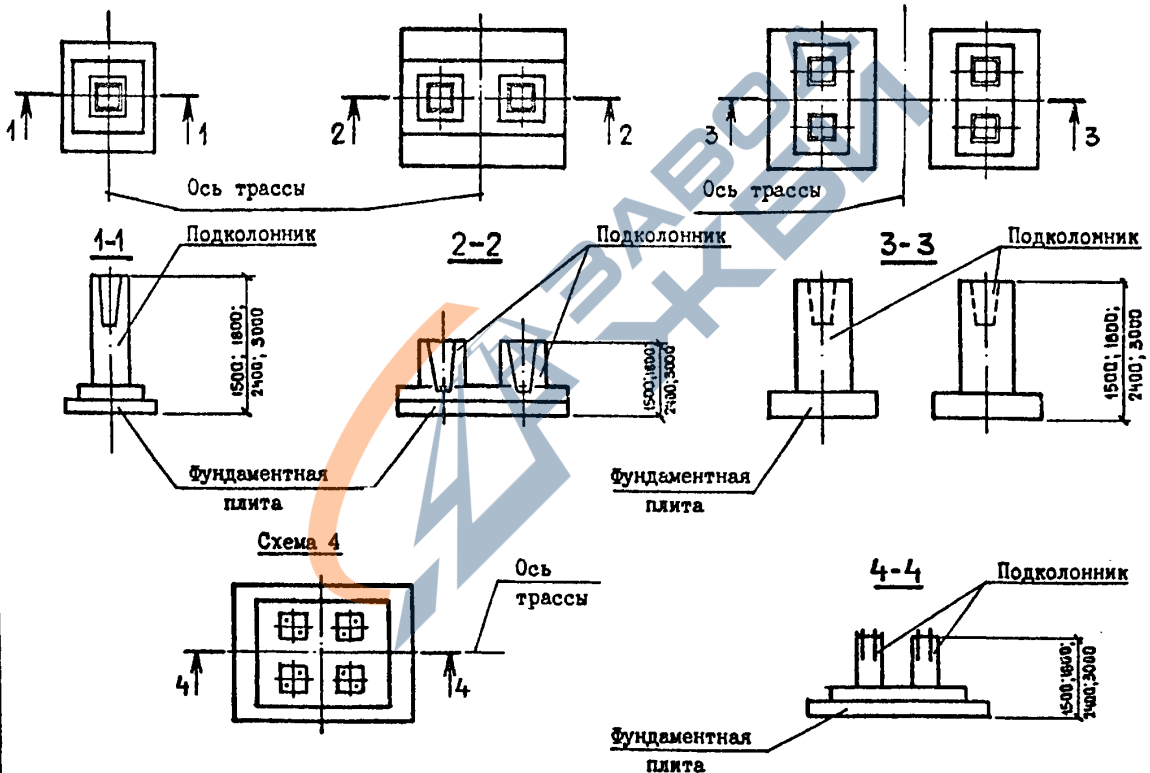 1 1
2 2
3 3
Ось трассы
Ось трассы
1-1
Подколонник
2-2
Подколонник
3-3
Подколонник
1500; 1800;
2400; 3000
1500; 1800;
2400; 3000
1500; 1800;
2400; 3000
Фундаментная
плита
Фундаментная
плита
Схема 4
Ось
трассы
4 4
4-4
Подколонник
1500; 1800;
2400; 3000
Фундаментная
плита
ЗАВОД
ЖБИ